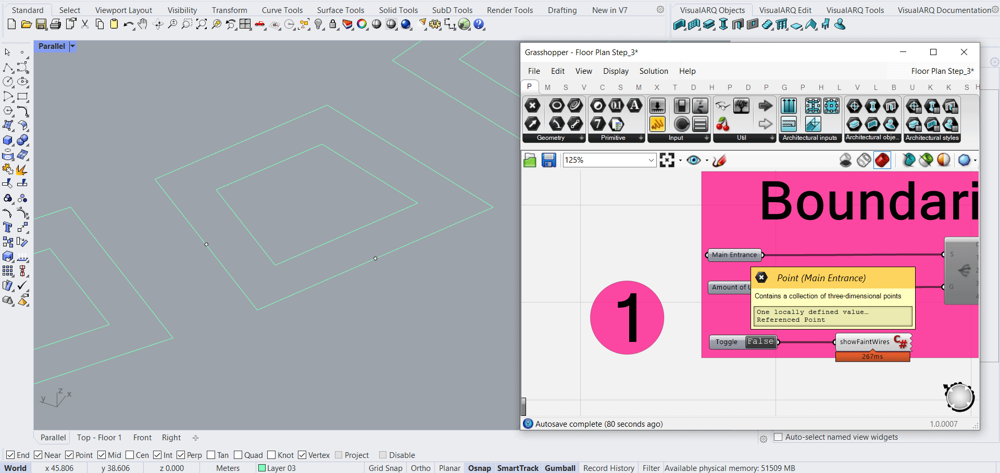 Standard Select Viewport Layout Visibility Transform Curve Tools Surface Tools Solid Tools SubD Tools Render Tools Drafting New in V7
VisualARQ Objects VisualARQ Edit VisualARQ Tools VisualARQ Documentation
Parallel
Grasshopper - Floor Plan Step_3*
File Edit View Display Solution Help
Floor Plan Step_3*
P M S V C S M X T D H P D P G P H L V L B U K K S H
Geometry Primitive Input Util Architectural inputs Architectural obje... Architectural styles
125%
Boundari
Main Entrance
S
Point (Main Entrance)
Amount of U
G
Contains a collection of three-dimensional points
One locally defined value…
Referenced Point
1
Toggle False
showFaintWires C#
267ms
Autosave complete (80 seconds ago)
1.0.0007
z
y
x
Parallel Top - Floor 1 Front Right
Auto-select named view widgets
End Near Point Mid Cen Int Perp Tan Quad Knot Vertex Project Disable
World x 45.806 y 38.606 z 0.000 Meters Layer 03 Grid Snap Ortho Planar Osnap SmartTrack Gumball Record History Filter Available physical memory: 51509 MB